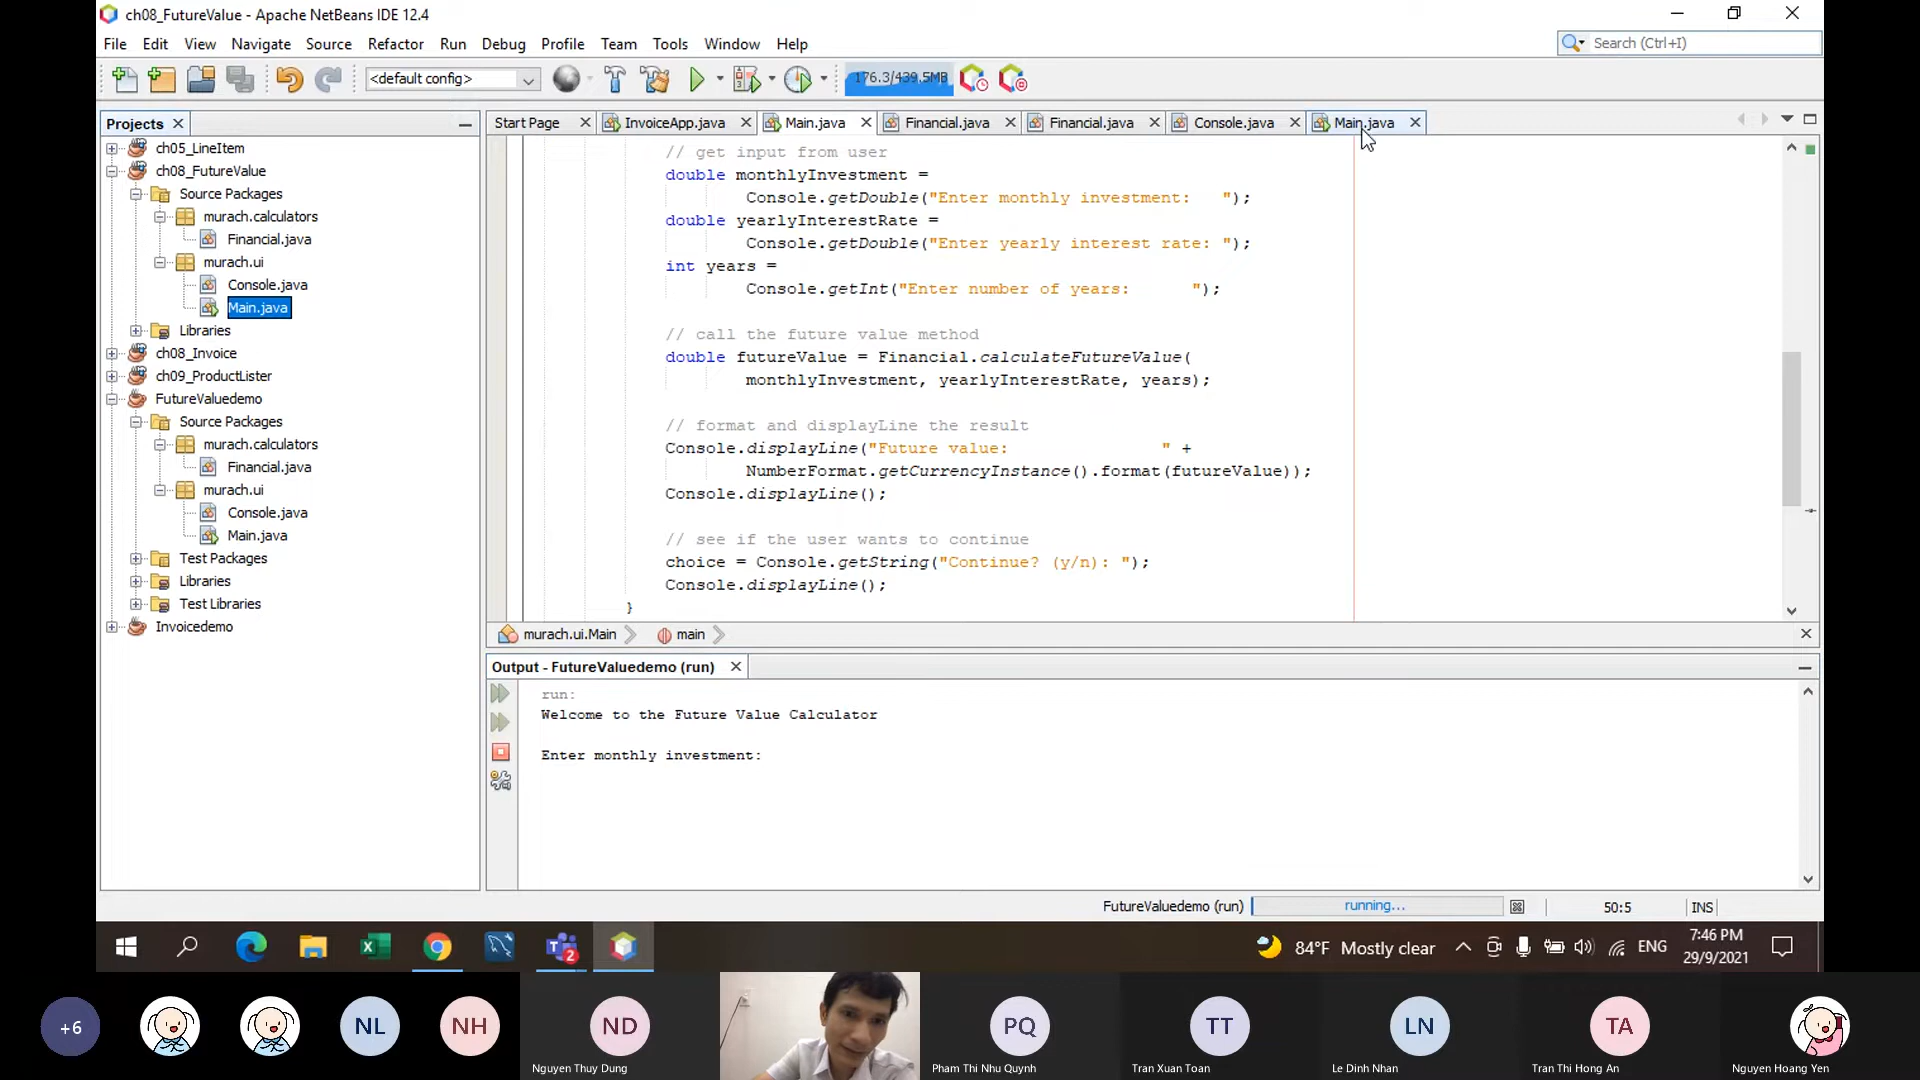 ch08_FutureValue - Apache NetBeans IDE 12.4
File Edit View Navigate Source Refactor Run Debug Profile Team Tools Window Help
Search (Ctrl+I)
<default config>
176.3/439.5MB
Projects
Start Page InvoiceApp.java Main.java Financial.java Financial.java Console.java Main.java
ch05_LineItem
ch08_FutureValue
Source Packages
murach.calculators
Financial.java
murach.ui
Console.java
Main.java
Libraries
ch08_Invoice
ch09_ProductLister
FutureValuedemo
Source Packages
murach.calculators
Financial.java
murach.ui
Console.java
Main.java
Test Packages
Libraries
Test Libraries
Invoicedemo
// get input from user
double monthlyInvestment =
Console.getDouble("Enter monthly investment:   ");
double yearlyInterestRate =
Console.getDouble("Enter yearly interest rate: ");
int years =
Console.getInt("Enter number of years:      ");
// call the future value method
double futureValue = Financial.calculateFutureValue(
monthlyInvestment, yearlyInterestRate, years);
// format and displayLine the result
Console.displayLine("Future value:               " +
NumberFormat.getCurrencyInstance().format(futureValue));
Console.displayLine();
// see if the user wants to continue
choice = Console.getString("Continue? (y/n): ");
Console.displayLine();
}
murach.ui.Main main
Output - FutureValuedemo (run)
run:
Welcome to the Future Value Calculator
Enter monthly investment:
FutureValuedemo (run) running... 50:5 INS
2
84°F Mostly clear
ENG
7:46 PM
29/9/2021
+6
NL
NH
ND
Nguyen Thuy Dung
PQ
Pham Thi Nhu Quynh
TT
Tran Xuan Toan
LN
Le Dinh Nhan
TA
Tran Thi Hong An
Nguyen Hoang Yen